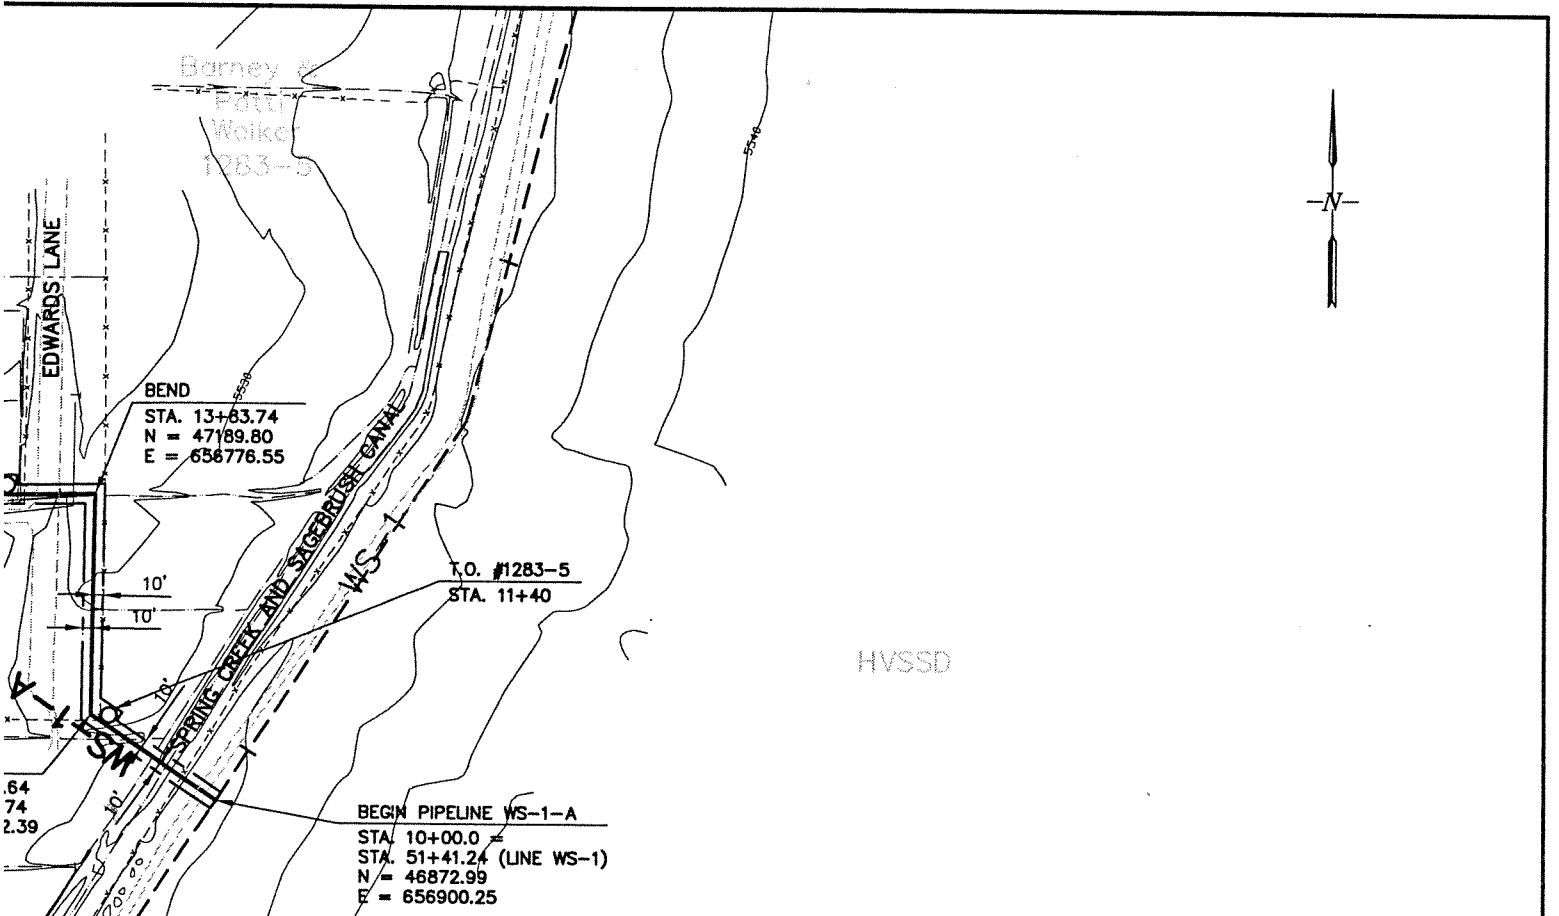 Barney &
Patti
Walker
1283-5
5540
-N-
EDWARDS LANE
5530
BEND
STA. 13+83.74
N = 47189.80
E = 656776.55
SPRING CREEK AND SAGEBRUSH CANAL
WS-1
T.O. #1283-5
STA. 11+40
10'
10'
10'
10'
WS-1-A
HVSSD
.64
74
2.39
BEGIN PIPELINE WS-1-A
STA. 10+00.0 =
STA. 51+41.24 (LINE WS-1)
N = 46872.99
E = 656900.25